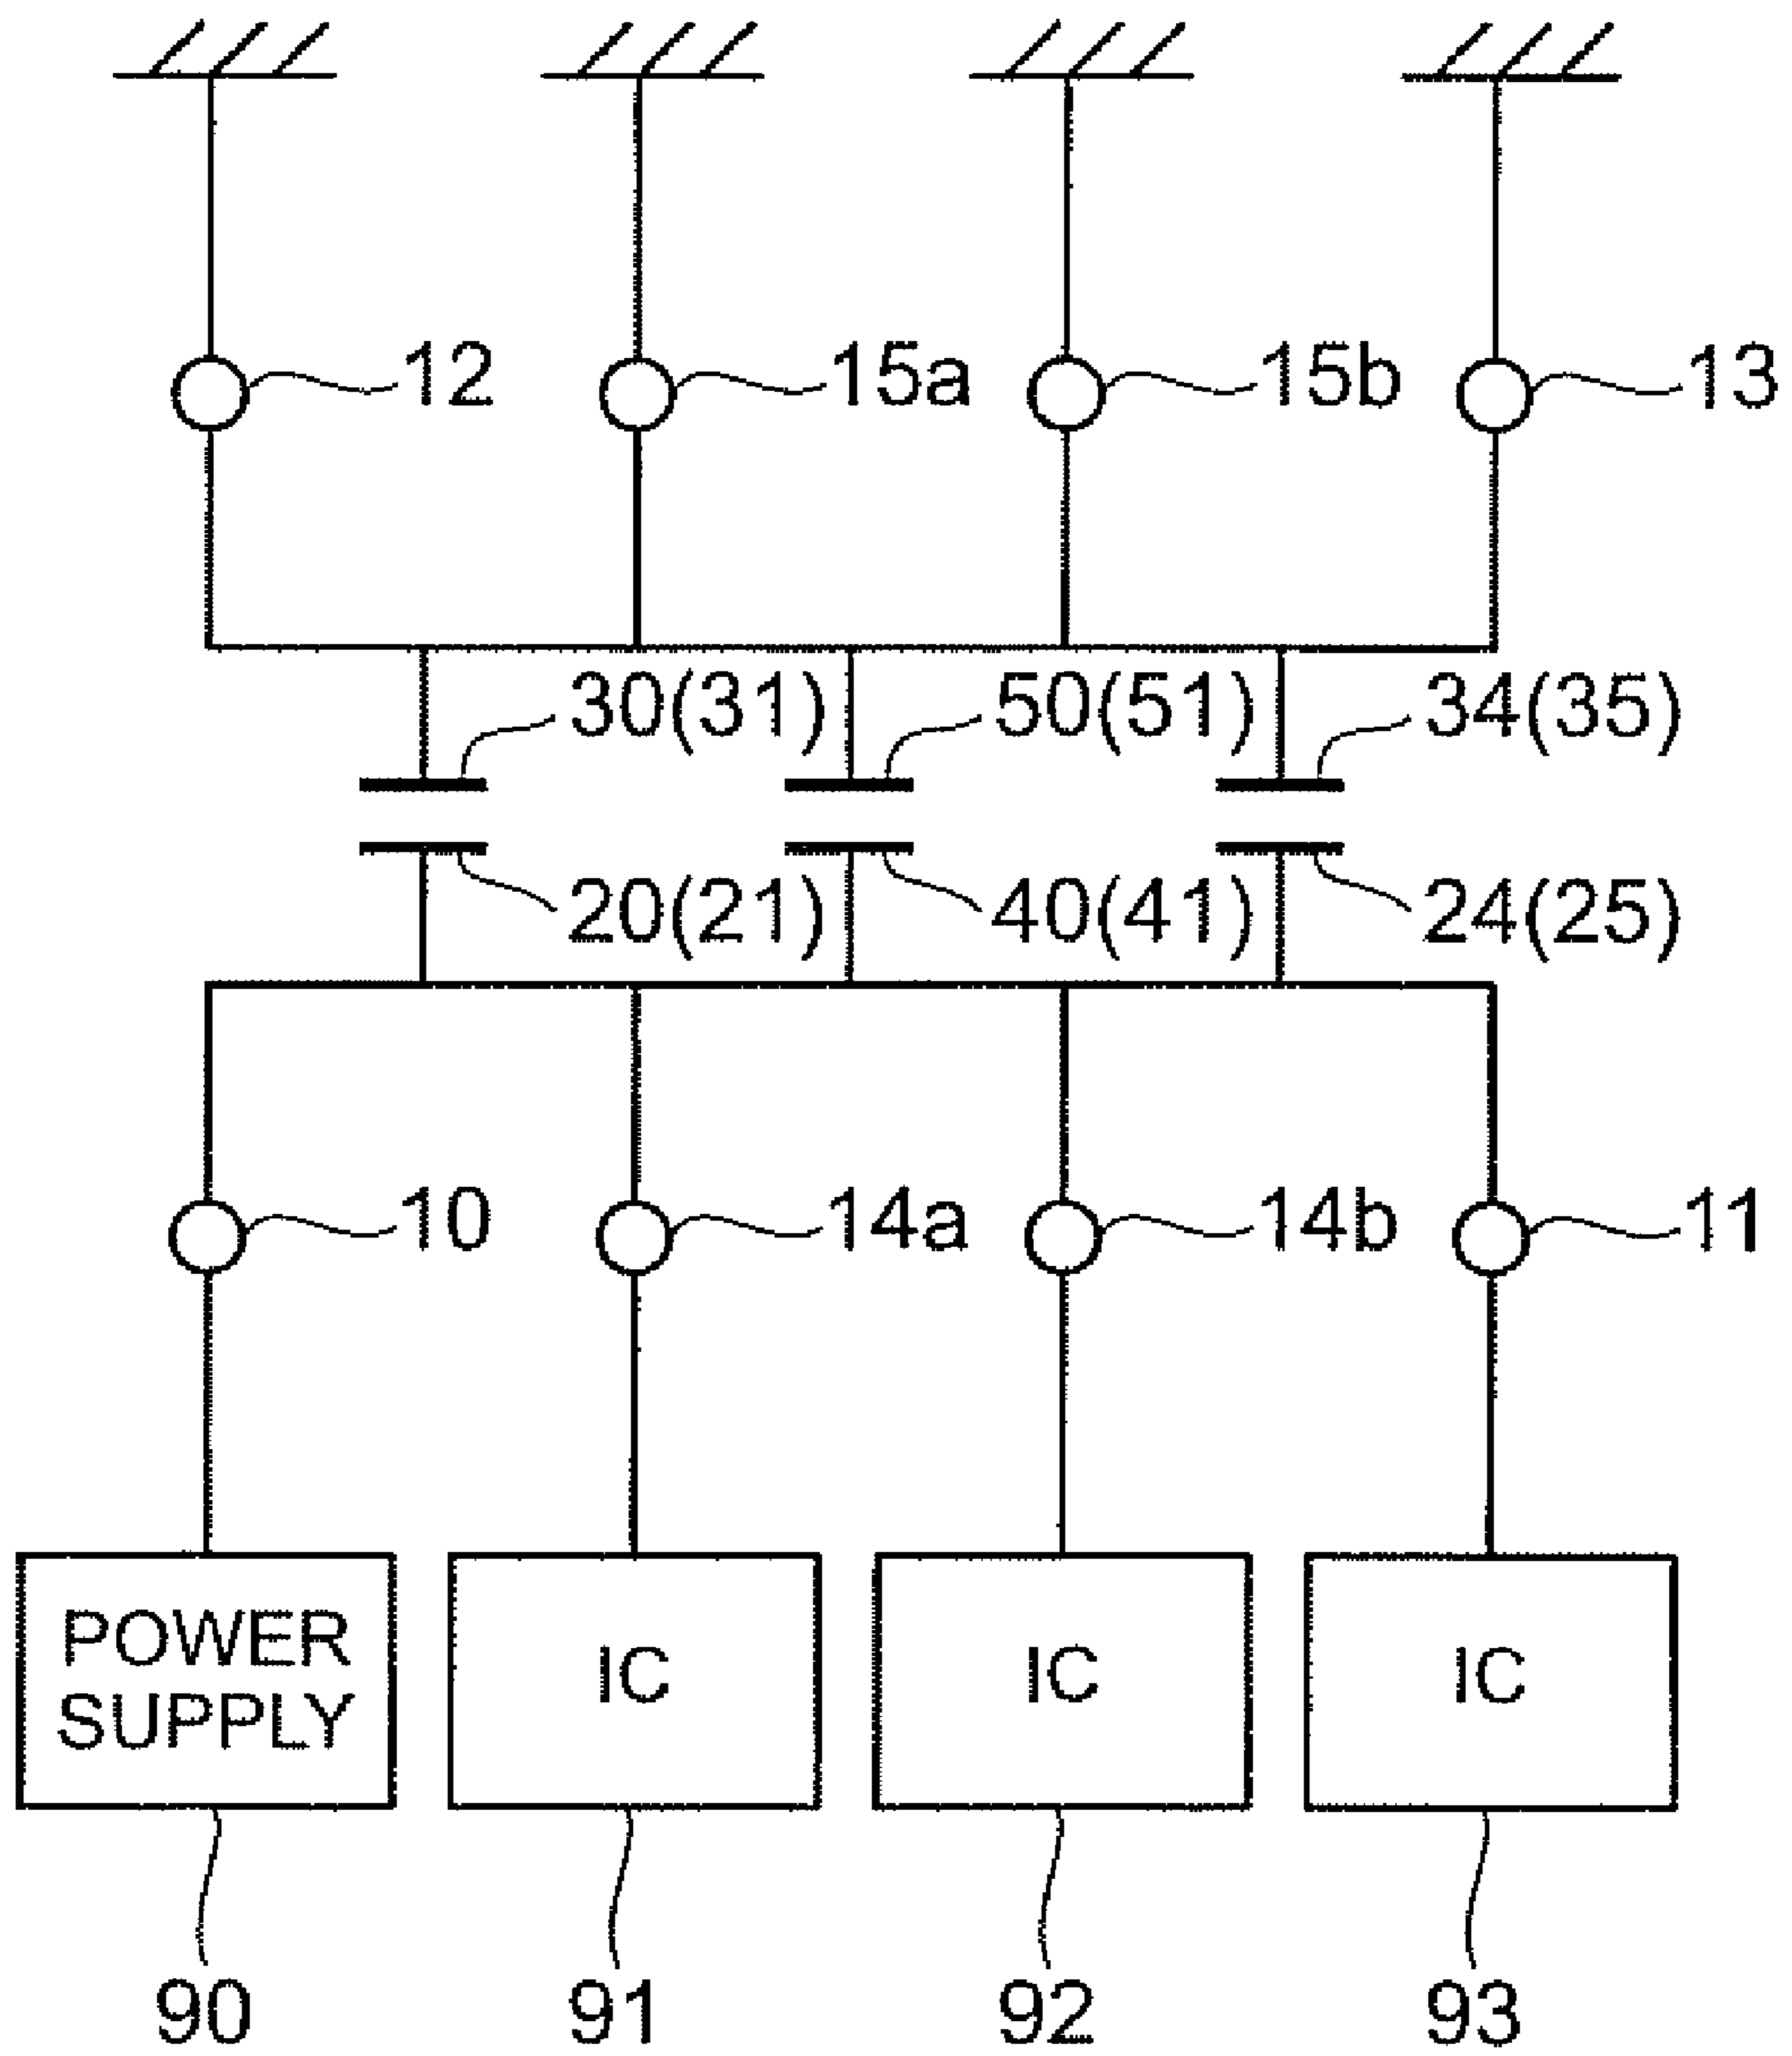 12 15a 15b 13
30(31) 50(51) 34(35)
20(21) 40(41) 24(25)
10 14a 14b 11
POWER
SUPPLY
IC IC IC
90 91 92 93